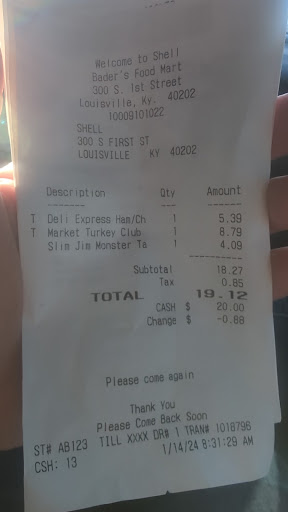 Welcome to Shell
Bader's Food Mart
300 S. 1st Street
Louisville, Ky. 40202
10009101022
SHELL
300 S FIRST ST
LOUISVILLE KY 40202
Description Qty Amount
------- --- ------
T Deli Express Ham/Ch 1 5.39
T Market Turkey Club 1 8.79
Slim Jim Monster Ta 1 4.09
----------
Subtotal 18.27
Tax 0.85
TOTAL 19.12
CASH $ 20.00
Change $ -0.88
Please come again
Thank You
Please Come Back Soon
ST# AB123 TILL XXXX DR# 1 TRAN# 1018796
CSH: 13 1/14/24 8:31:29 AM